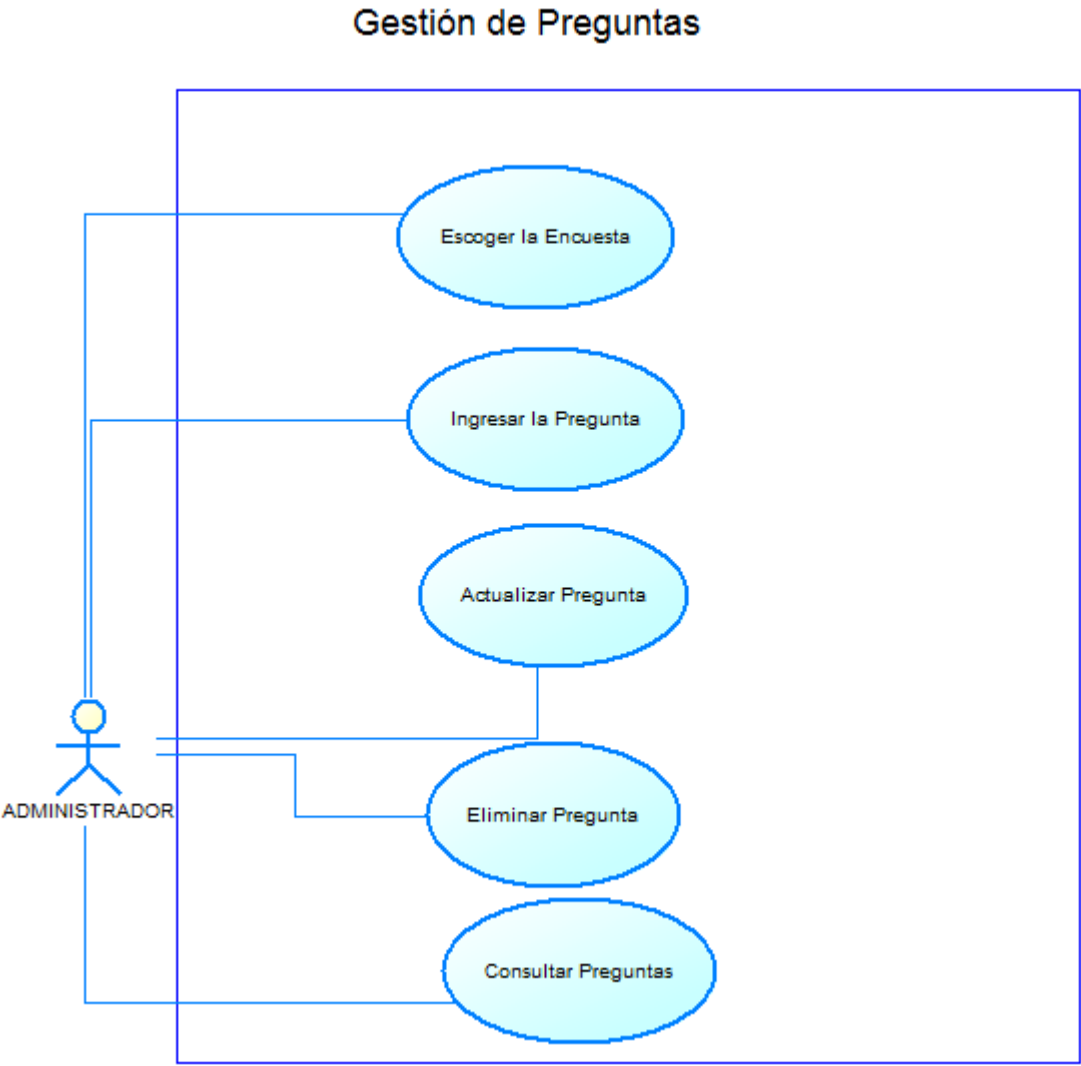 Gestión de Preguntas
Escoger la Encuesta
Ingresar la Pregunta
Actualizar Pregunta
ADMINISTRADOR
Eliminar Pregunta
Consultar Preguntas